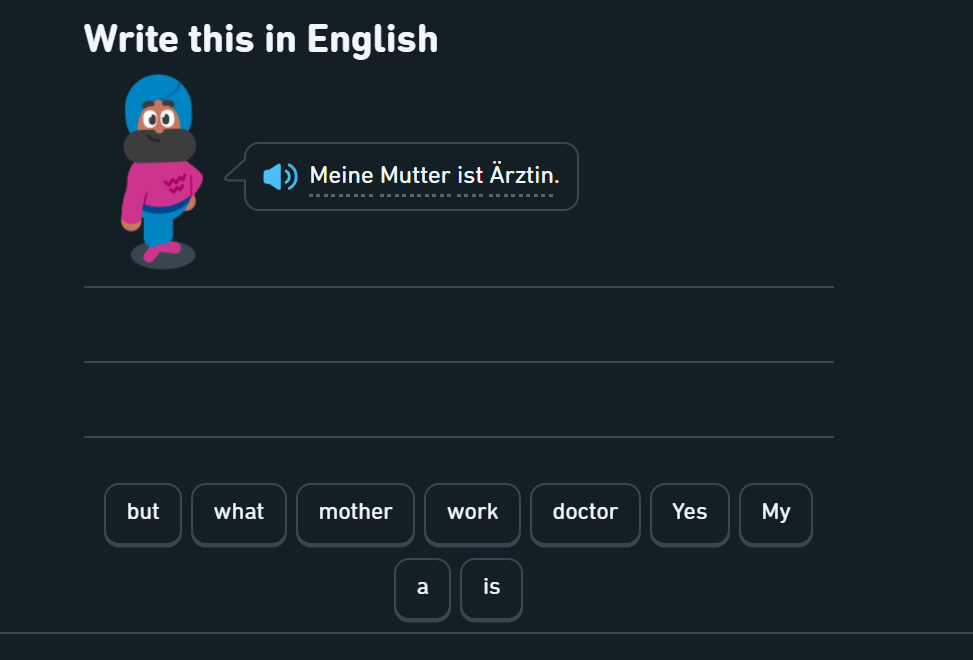 Write this in English
Meine Mutter ist Ärztin.
but what mother work doctor Yes My
a is